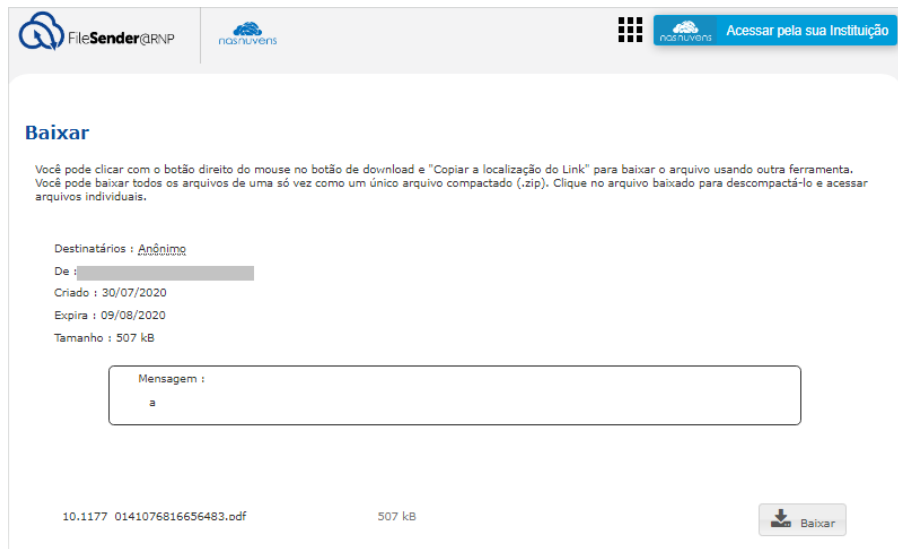 FileSender@RNP
nasnuvens
nasnuvens Acessar pela sua Instituição
Baixar
Você pode clicar com o botão direito do mouse no botão de download e "Copiar a localização do Link" para baixar o arquivo usando outra ferramenta.
Você pode baixar todos os arquivos de uma só vez como um único arquivo compactado (.zip). Clique no arquivo baixado para descompactá-lo e acessar
arquivos individuais.
Destinatários : Anônimo
De :
Criado : 30/07/2020
Expira : 09/08/2020
Tamanho : 507 kB
Mensagem :
a
10.1177_0141076816656483.pdf 507 kB Baixar